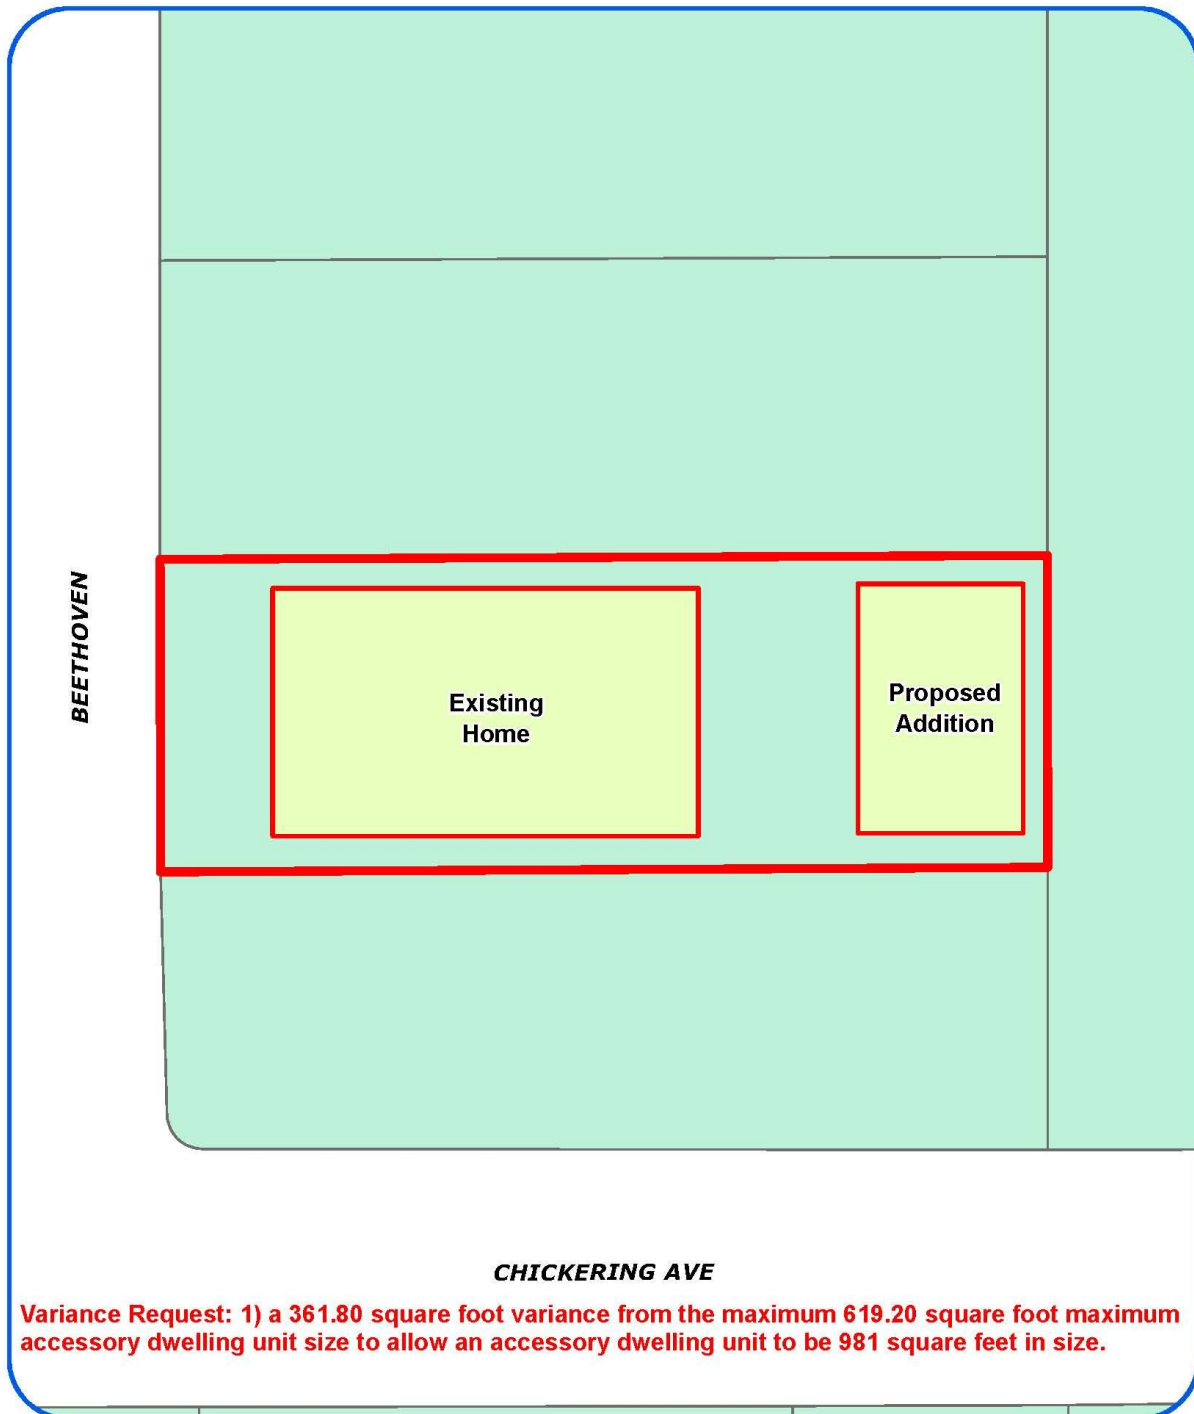 BEETHOVEN
Existing
Home
Proposed
Addition
CHICKERING AVE
Variance Request: 1) a 361.80 square foot variance from the maximum 619.20 square foot maximum
accessory dwelling unit size to allow an accessory dwelling unit to be 981 square feet in size.